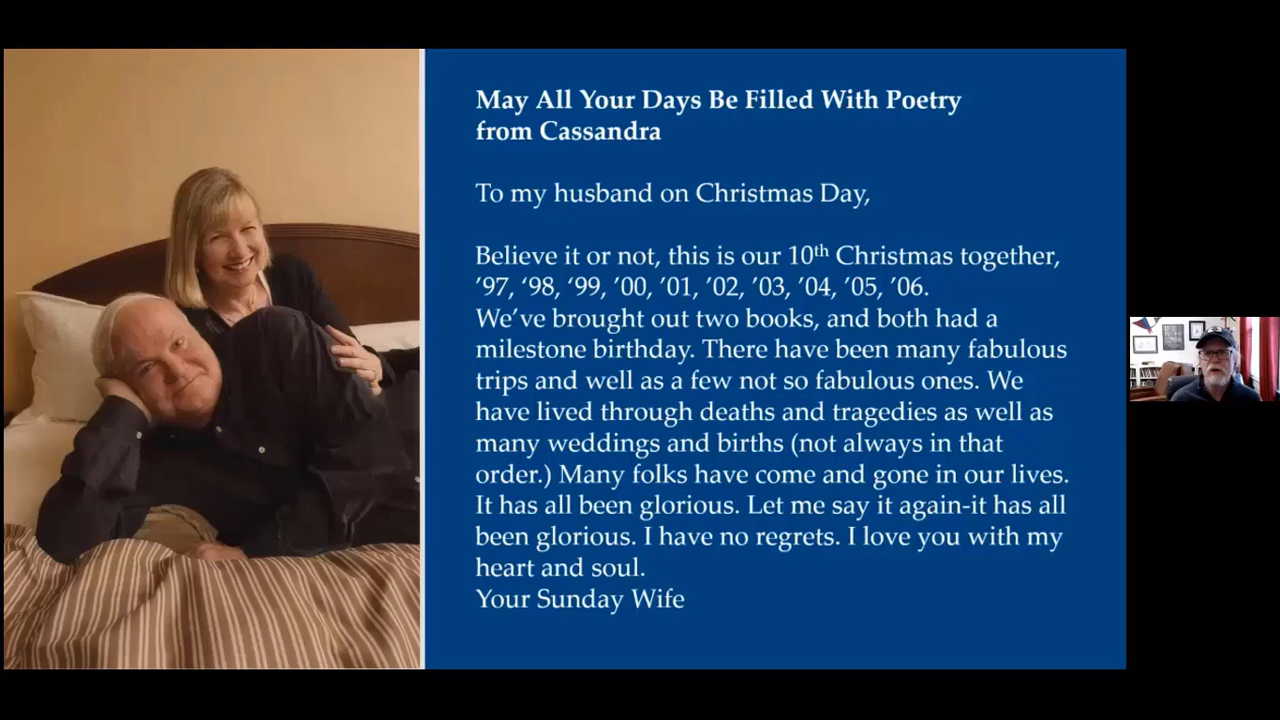 May All Your Days Be Filled With Poetry
from Cassandra
To my husband on Christmas Day,
Believe it or not, this is our 10th Christmas together,
’97, ‘98, ‘99, ’00, ’01, ’02, ’03, ’04, ’05, ’06.
We’ve brought out two books, and both had a
milestone birthday. There have been many fabulous
trips and well as a few not so fabulous ones. We
have lived through deaths and tragedies as well as
many weddings and births (not always in that
order.) Many folks have come and gone in our lives.
It has all been glorious. Let me say it again-it has all
been glorious. I have no regrets. I love you with my
heart and soul.
Your Sunday Wife